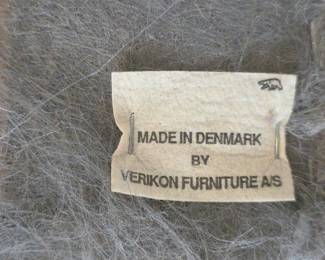 MADE IN DENMARK
BY
VERIKON FURNITURE A/S